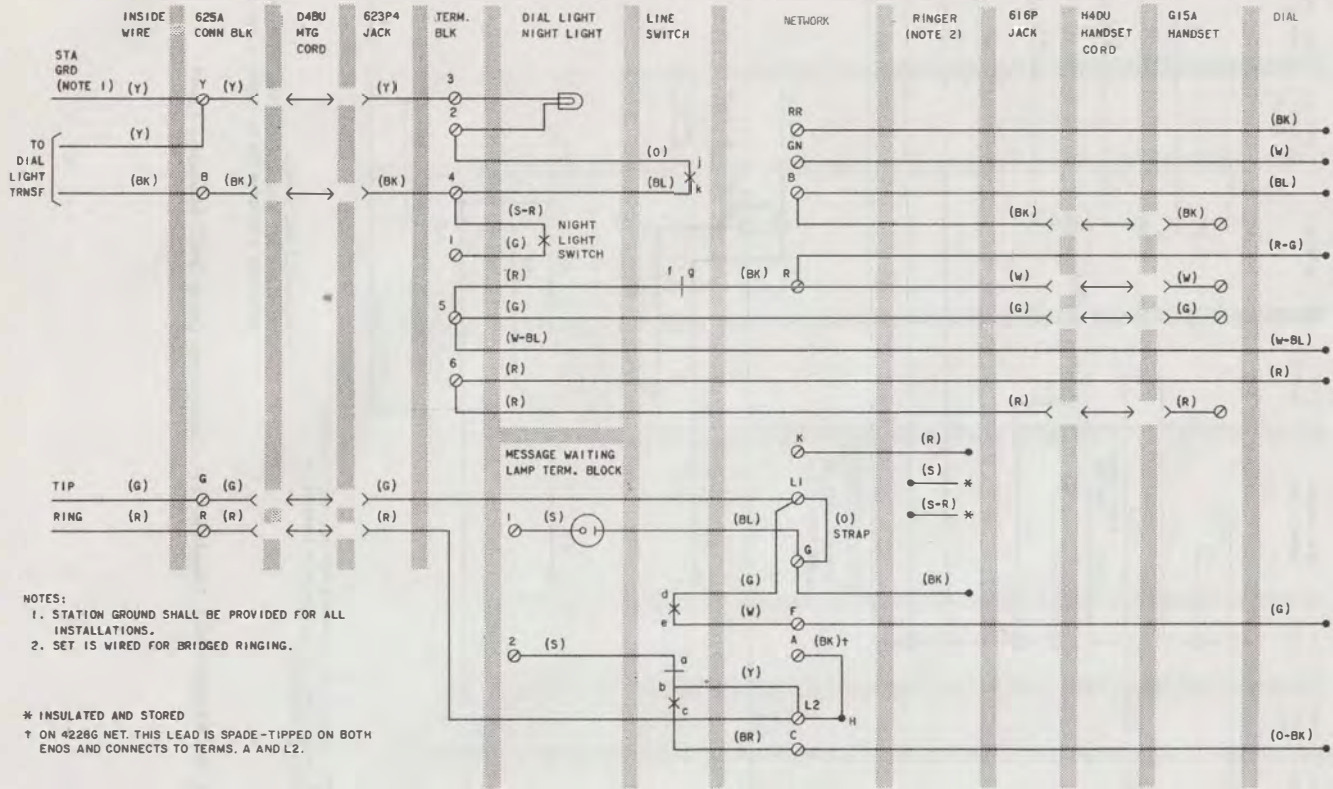 INSIDE WIRE
625A CONN BLK
D4BU MTG CORD
623P4 JACK
TERM. BLK
DIAL LIGHT NIGHT LIGHT
LINE SWITCH
NETWORK
RINGER (NOTE 2)
616P JACK
H4DU HANDSET CORD
G15A HANDSET
DIAL
STA
GRD
(NOTE 1) (Y) Y (Y) (Y) 3
2
RR (BK)
TO
DIAL
LIGHT
TRNSF
(Y)
GN (W)
(O) j
(BK) B (BK) (BK) 4 (BL) k B (BL)
(S-R)
NIGHT
LIGHT
SWITCH
1 (G)
(BK) (BK)
(R-G)
(R) f g (BK) R (W) (W)
5 (G) (G) (G)
(W-BL) (W-BL)
6 (R) (R)
(R) (R) (R)
MESSAGE WAITING
LAMP TERM. BLOCK
K (R)
(S) *
L1
(S-R) *
TIP (G) G (G) (G)
RING (R) R (R) (R)
1 (S) (BL) (O)
STRAP
G
(G) (BK)
d
e (W) F (G)
A (BK)†
2 (S)
a
b (Y)
c L2 H
(BR) C (O-BK)
NOTES:
1. STATION GROUND SHALL BE PROVIDED FOR ALL
INSTALLATIONS.
2. SET IS WIRED FOR BRIDGED RINGING.
* INSULATED AND STORED
† ON 4228G NET. THIS LEAD IS SPADE-TIPPED ON BOTH
ENDS AND CONNECTS TO TERMS. A AND L2.